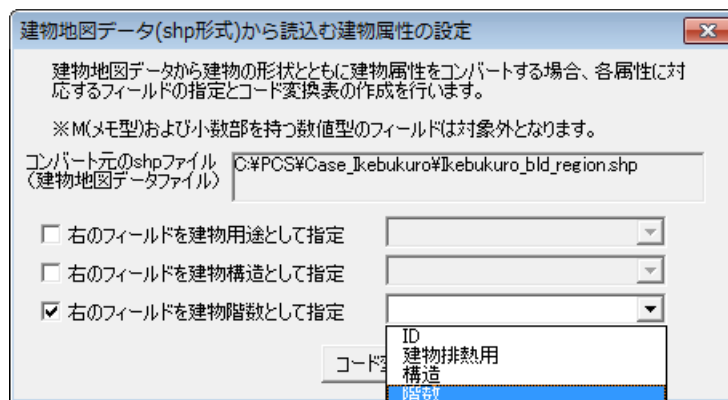 建物地図データ(shp形式)から読込む建物属性の設定
建物地図データから建物の形状とともに建物属性をコンバートする場合、各属性に対
応するフィールドの指定とコード変換表の作成を行います。
※M(メモ型)および小数部を持つ数値型のフィールドは対象外となります。
コンバート元のshpファイル
(建物地図データファイル)
C:¥PCS¥Case_Ikebukuro¥Ikebukuro_bld_region.shp
右のフィールドを建物用途として指定
右のフィールドを建物構造として指定
右のフィールドを建物階数として指定
ID
建物排熱用
構造
階数
コード